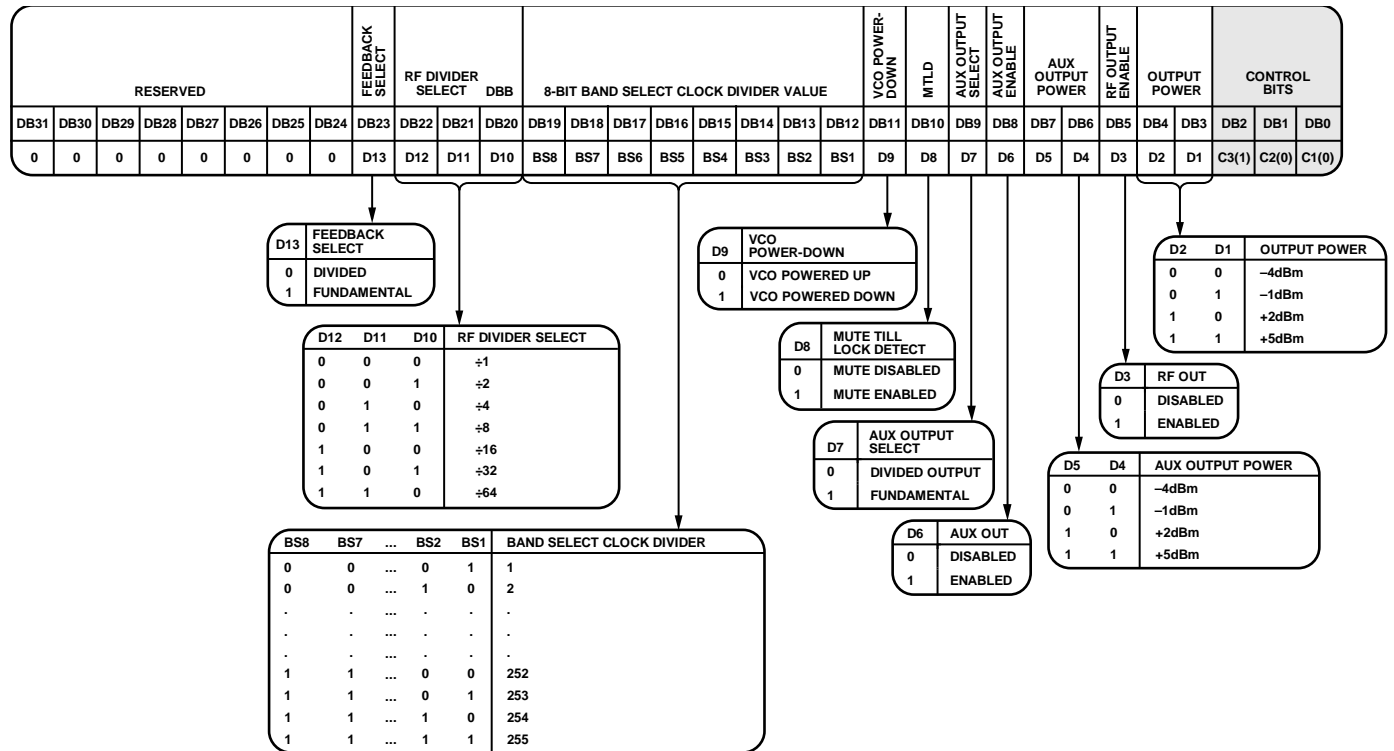 RESERVED
FEEDBACK SELECT
RF DIVIDER SELECT DBB
8-BIT BAND SELECT CLOCK DIVIDER VALUE
VCO POWER-DOWN
MTLD
AUX OUTPUT SELECT
AUX OUTPUT ENABLE
AUX OUTPUT POWER
RF OUTPUT ENABLE
OUTPUT POWER
CONTROL BITS
DB31 DB30 DB29 DB28 DB27 DB26 DB25 DB24 DB23 DB22 DB21 DB20 DB19 DB18 DB17 DB16 DB15 DB14 DB13 DB12 DB11 DB10 DB9 DB8 DB7 DB6 DB5 DB4 DB3 DB2 DB1 DB0
0 0 0 0 0 0 0 0 D13 D12 D11 D10 BS8 BS7 BS6 BS5 BS4 BS3 BS2 BS1 D9 D8 D7 D6 D5 D4 D3 D2 D1 C3(1) C2(0) C1(0)
D13 FEEDBACK SELECT
0 DIVIDED
1 FUNDAMENTAL
D12 D11 D10 RF DIVIDER SELECT
0 0 0 ÷1
0 0 1 ÷2
0 1 0 ÷4
0 1 1 ÷8
1 0 0 ÷16
1 0 1 ÷32
1 1 0 ÷64
BS8 BS7 ... BS2 BS1 BAND SELECT CLOCK DIVIDER
0 0 ... 0 1 1
0 0 ... 1 0 2
. . ... . . .
. . ... . . .
. . ... . . .
1 1 ... 0 0 252
1 1 ... 0 1 253
1 1 ... 1 0 254
1 1 ... 1 1 255
D9 VCO POWER-DOWN
0 VCO POWERED UP
1 VCO POWERED DOWN
D8 MUTE TILL LOCK DETECT
0 MUTE DISABLED
1 MUTE ENABLED
D7 AUX OUTPUT SELECT
0 DIVIDED OUTPUT
1 FUNDAMENTAL
D6 AUX OUT
0 DISABLED
1 ENABLED
D5 D4 AUX OUTPUT POWER
0 0 –4dBm
0 1 –1dBm
1 0 +2dBm
1 1 +5dBm
D3 RF OUT
0 DISABLED
1 ENABLED
D2 D1 OUTPUT POWER
0 0 –4dBm
0 1 –1dBm
1 0 +2dBm
1 1 +5dBm